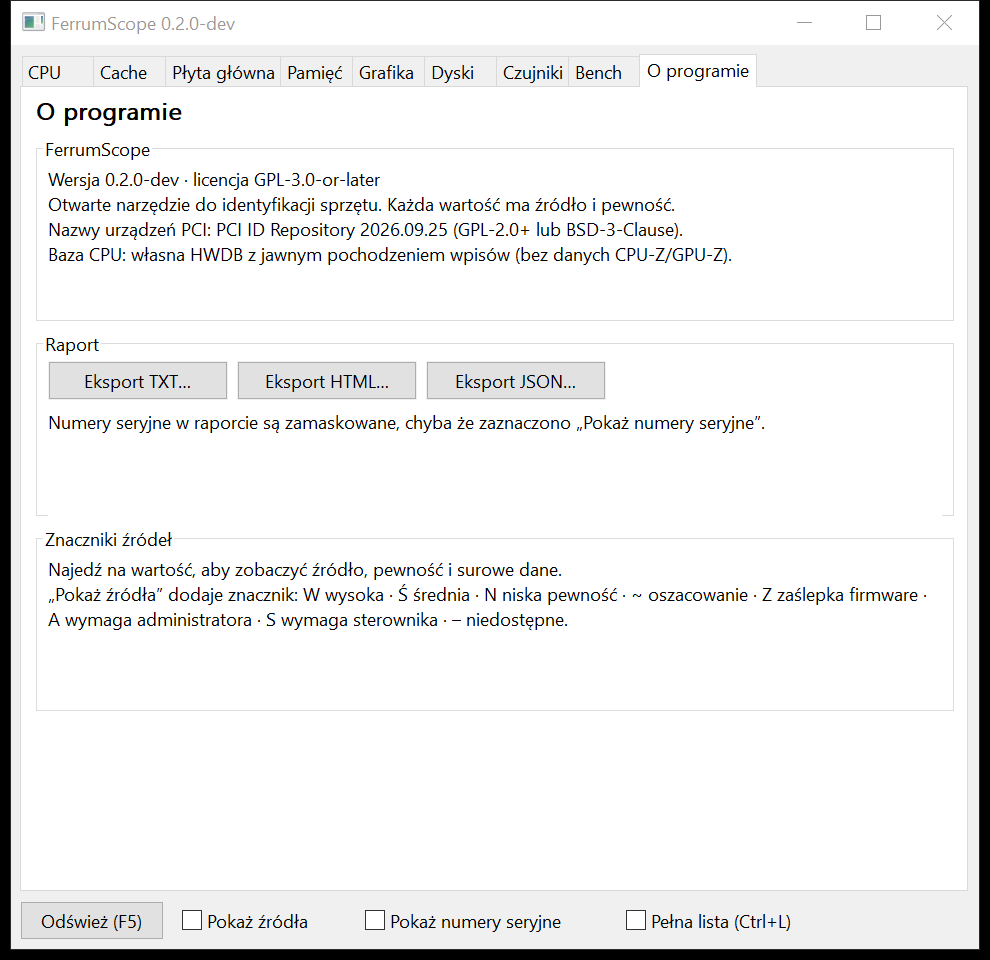 FerrumScope 0.2.0-dev
CPU Cache Płyta główna Pamięć Grafika Dyski Czujniki Bench O programie
O programie
FerrumScope
Wersja 0.2.0-dev · licencja GPL-3.0-or-later
Otwarte narzędzie do identyfikacji sprzętu. Każda wartość ma źródło i pewność.
Nazwy urządzeń PCI: PCI ID Repository 2026.09.25 (GPL-2.0+ lub BSD-3-Clause).
Baza CPU: własna HWDB z jawnym pochodzeniem wpisów (bez danych CPU-Z/GPU-Z).
Raport
Eksport TXT... Eksport HTML... Eksport JSON...
Numery seryjne w raporcie są zamaskowane, chyba że zaznaczono „Pokaż numery seryjne”.
Znaczniki źródeł
Najedź na wartość, aby zobaczyć źródło, pewność i surowe dane.
„Pokaż źródła” dodaje znacznik: W wysoka · Ś średnia · N niska pewność · ~ oszacowanie · Z zaślepka firmware ·
A wymaga administratora · S wymaga sterownika · – niedostępne.
Odśwież (F5) Pokaż źródła Pokaż numery seryjne Pełna lista (Ctrl+L)